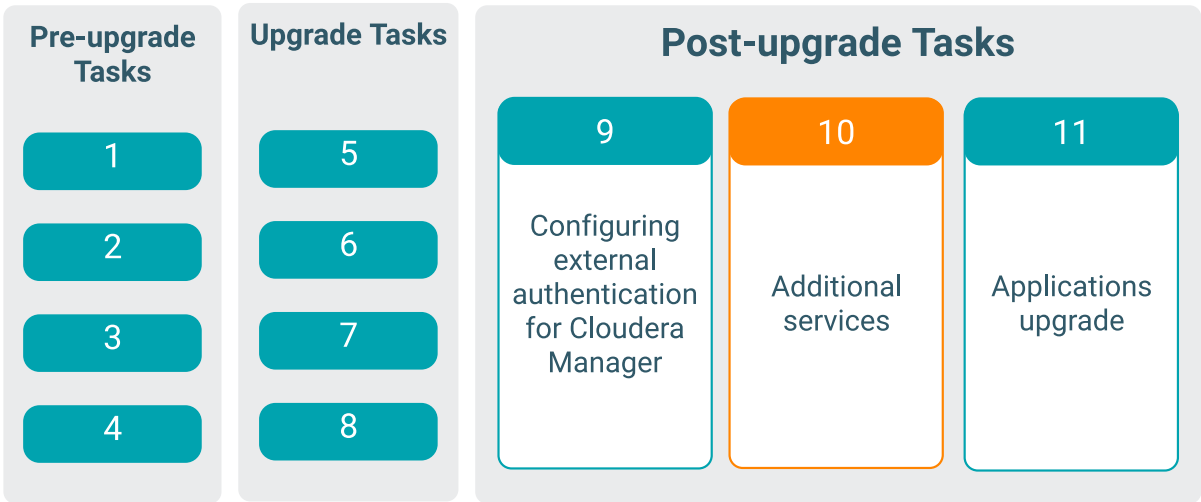 Pre-upgrade
Tasks
1
2
3
4
Upgrade Tasks
5
6
7
8
Post-upgrade Tasks
9
Configuring
external
authentication
for Cloudera
Manager
10
Additional
services
11
Applications
upgrade